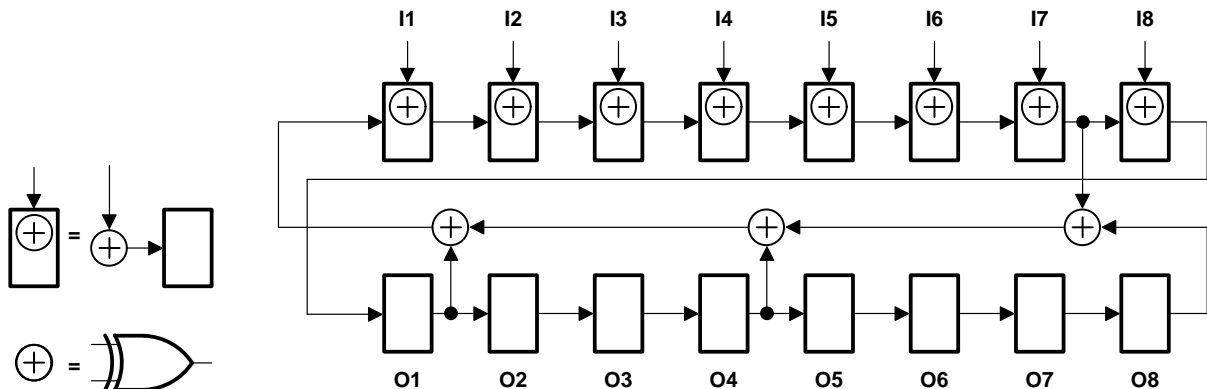 I1 I2 I3 I4 I5 I6 I7 I8
=
=
O1 O2 O3 O4 O5 O6 O7 O8